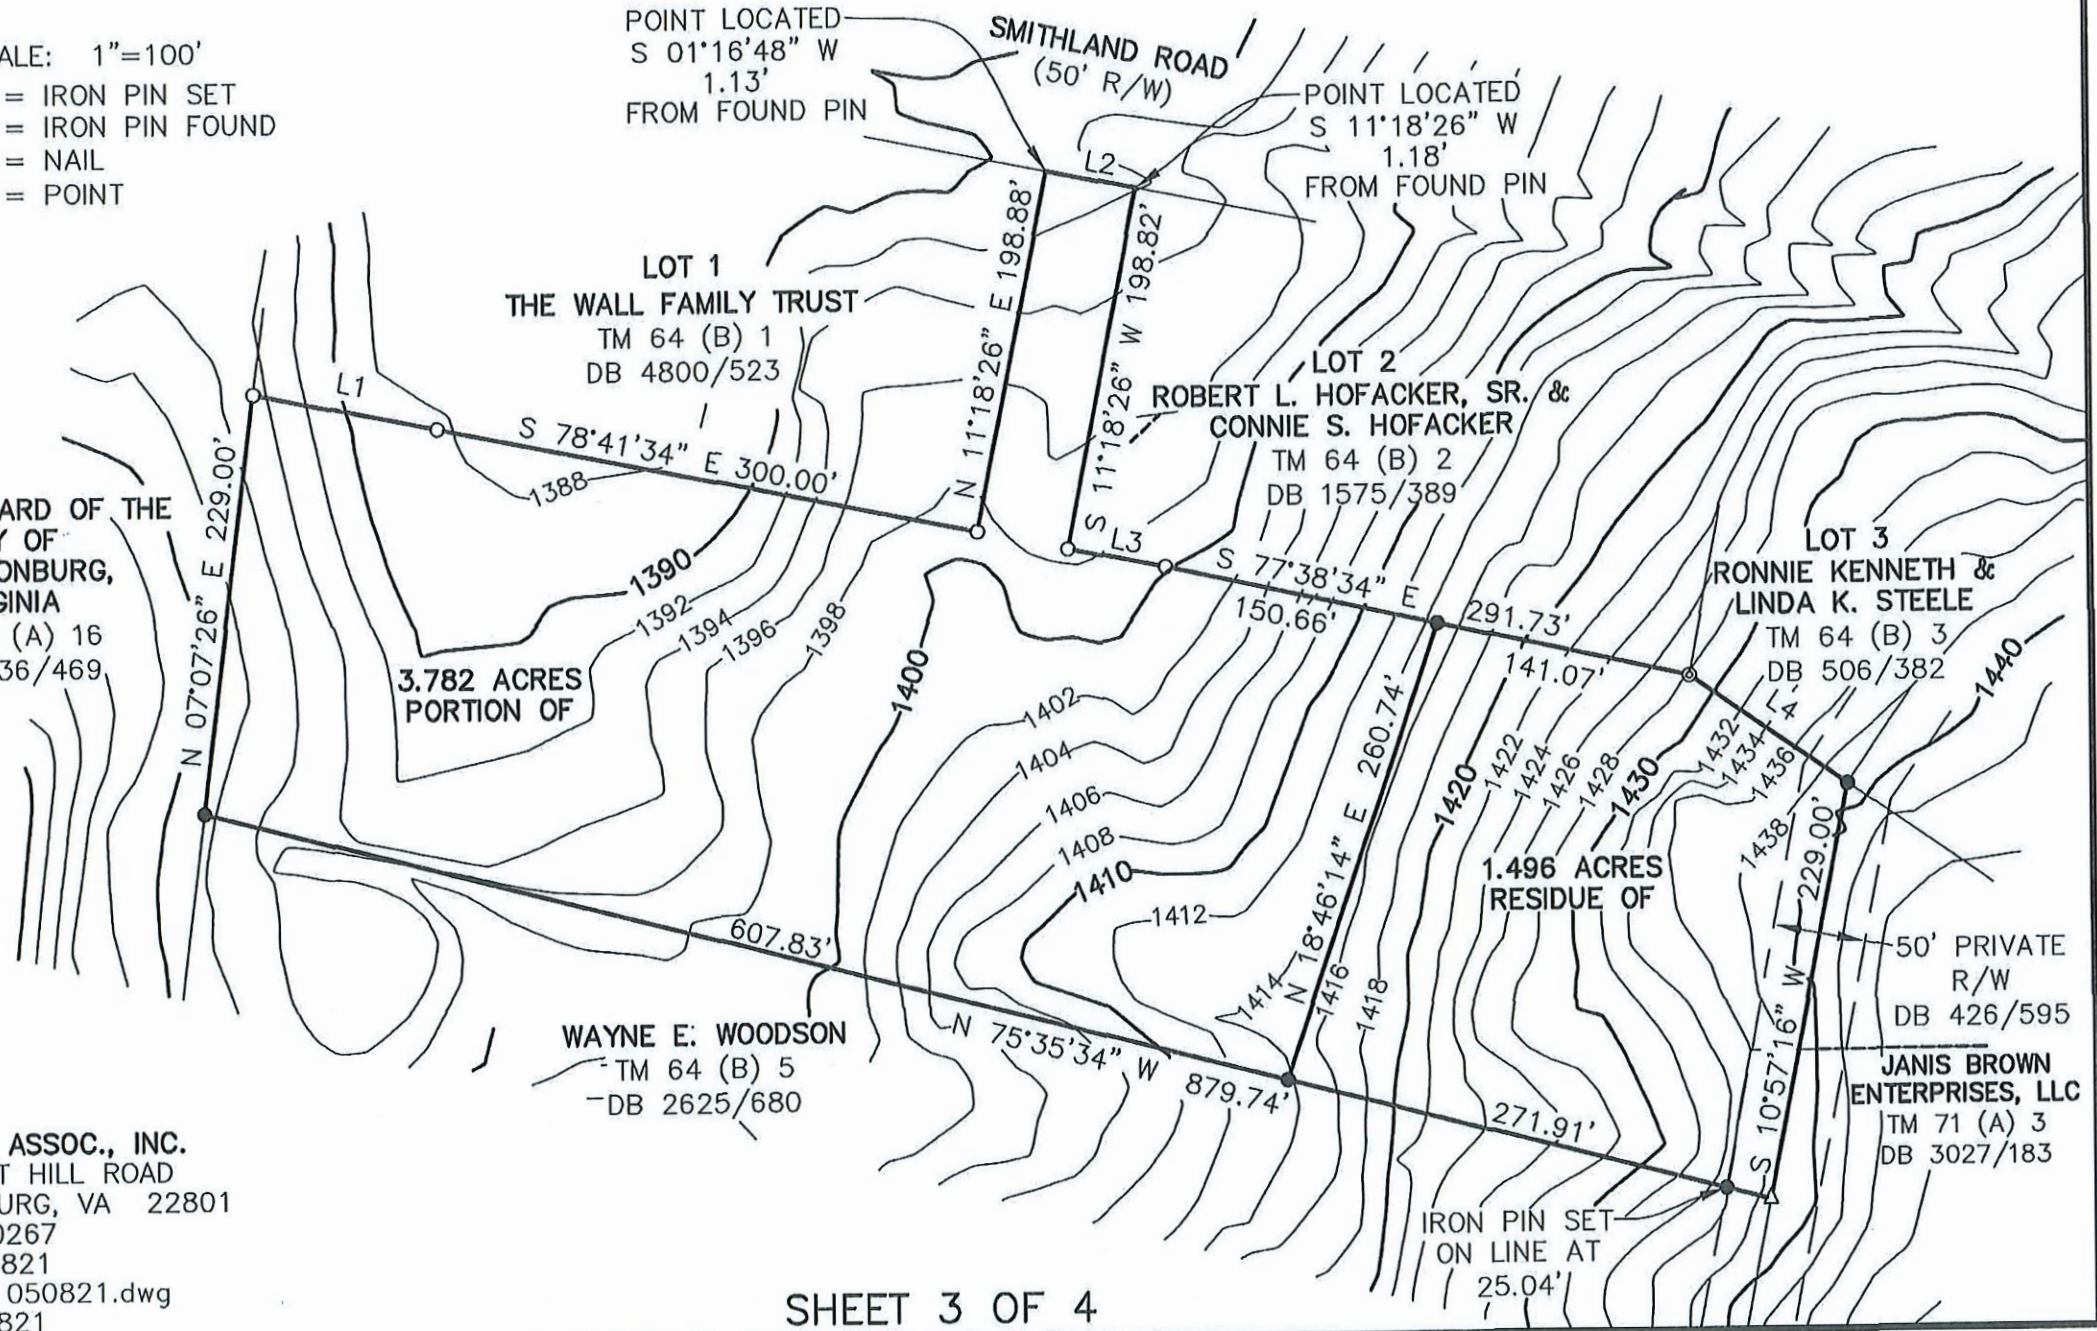 ALE: 1"=100'
= IRON PIN SET
= IRON PIN FOUND
= NAIL
= POINT
POINT LOCATED
S 01°16'48" W
1.13'
FROM FOUND PIN
SMITHLAND ROAD
(50' R/W)
POINT LOCATED
S 11°18'26" W
1.18'
FROM FOUND PIN
L2
N 11°18'26" E 198.88'
S 11°18'26" W 198.82'
LOT 1
THE WALL FAMILY TRUST
TM 64 (B) 1
DB 4800/523
LOT 2
ROBERT L. HOFACKER, SR. &
CONNIE S. HOFACKER
TM 64 (B) 2
DB 1575/389
L1
S 78°41'34" E 300.00'
1388
L3
S 77°38'34" E
291.73'
150.66'
141.07'
LOT 3
RONNIE KENNETH &
LINDA K. STEELE
TM 64 (B) 3
DB 506/382
L4
ARD OF THE
Y OF
ONBURG,
GINIA
(A) 16
36/469
N 07°07'26" E 229.00'
1390
1392
1394
1396
1398
1400
3.782 ACRES
PORTION OF
1402
1404
1406
1408
1410
1412
1414
1416
1418
1420
1422
1424
1426
1428
1430
1432
1434
1436
1438
1440
N 18°46'14" E 260.74'
1.496 ACRES
RESIDUE OF
S 10°57'16" W 229.00'
50' PRIVATE
R/W
DB 426/595
JANIS BROWN
ENTERPRISES, LLC
TM 71 (A) 3
DB 3027/183
607.83'
N 75°35'34" W 879.74'
271.91'
WAYNE E. WOODSON
TM 64 (B) 5
DB 2625/680
IRON PIN SET
ON LINE AT
25.04'
ASSOC., INC.
T HILL ROAD
URG, VA 22801
0267
821
050821.dwg
821
SHEET 3 OF 4